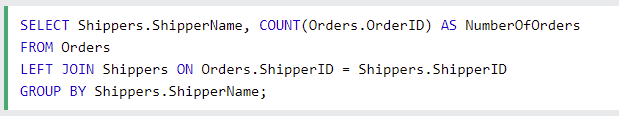 SELECT Shippers.ShipperName, COUNT(Orders.OrderID) AS NumberOfOrders
FROM Orders
LEFT JOIN Shippers ON Orders.ShipperID = Shippers.ShipperID
GROUP BY Shippers.ShipperName;